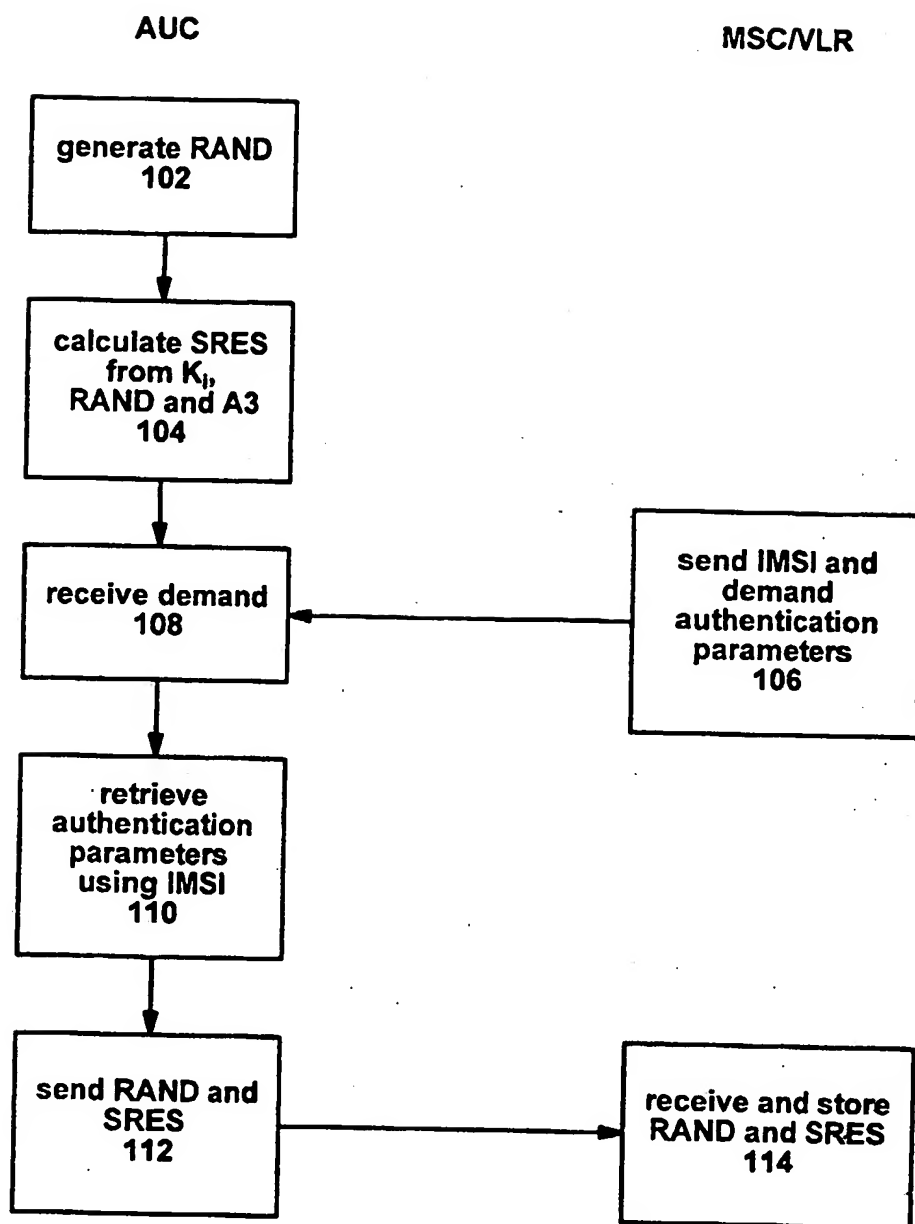 AUC
MSC/VLR
generate RAND
102
calculate SRES
from Ki,
RAND and A3
104
receive demand
108
send IMSI and
demand
authentication
parameters
106
retrieve
authentication
parameters
using IMSI
110
send RAND and
SRES
112
receive and store
RAND and SRES
114